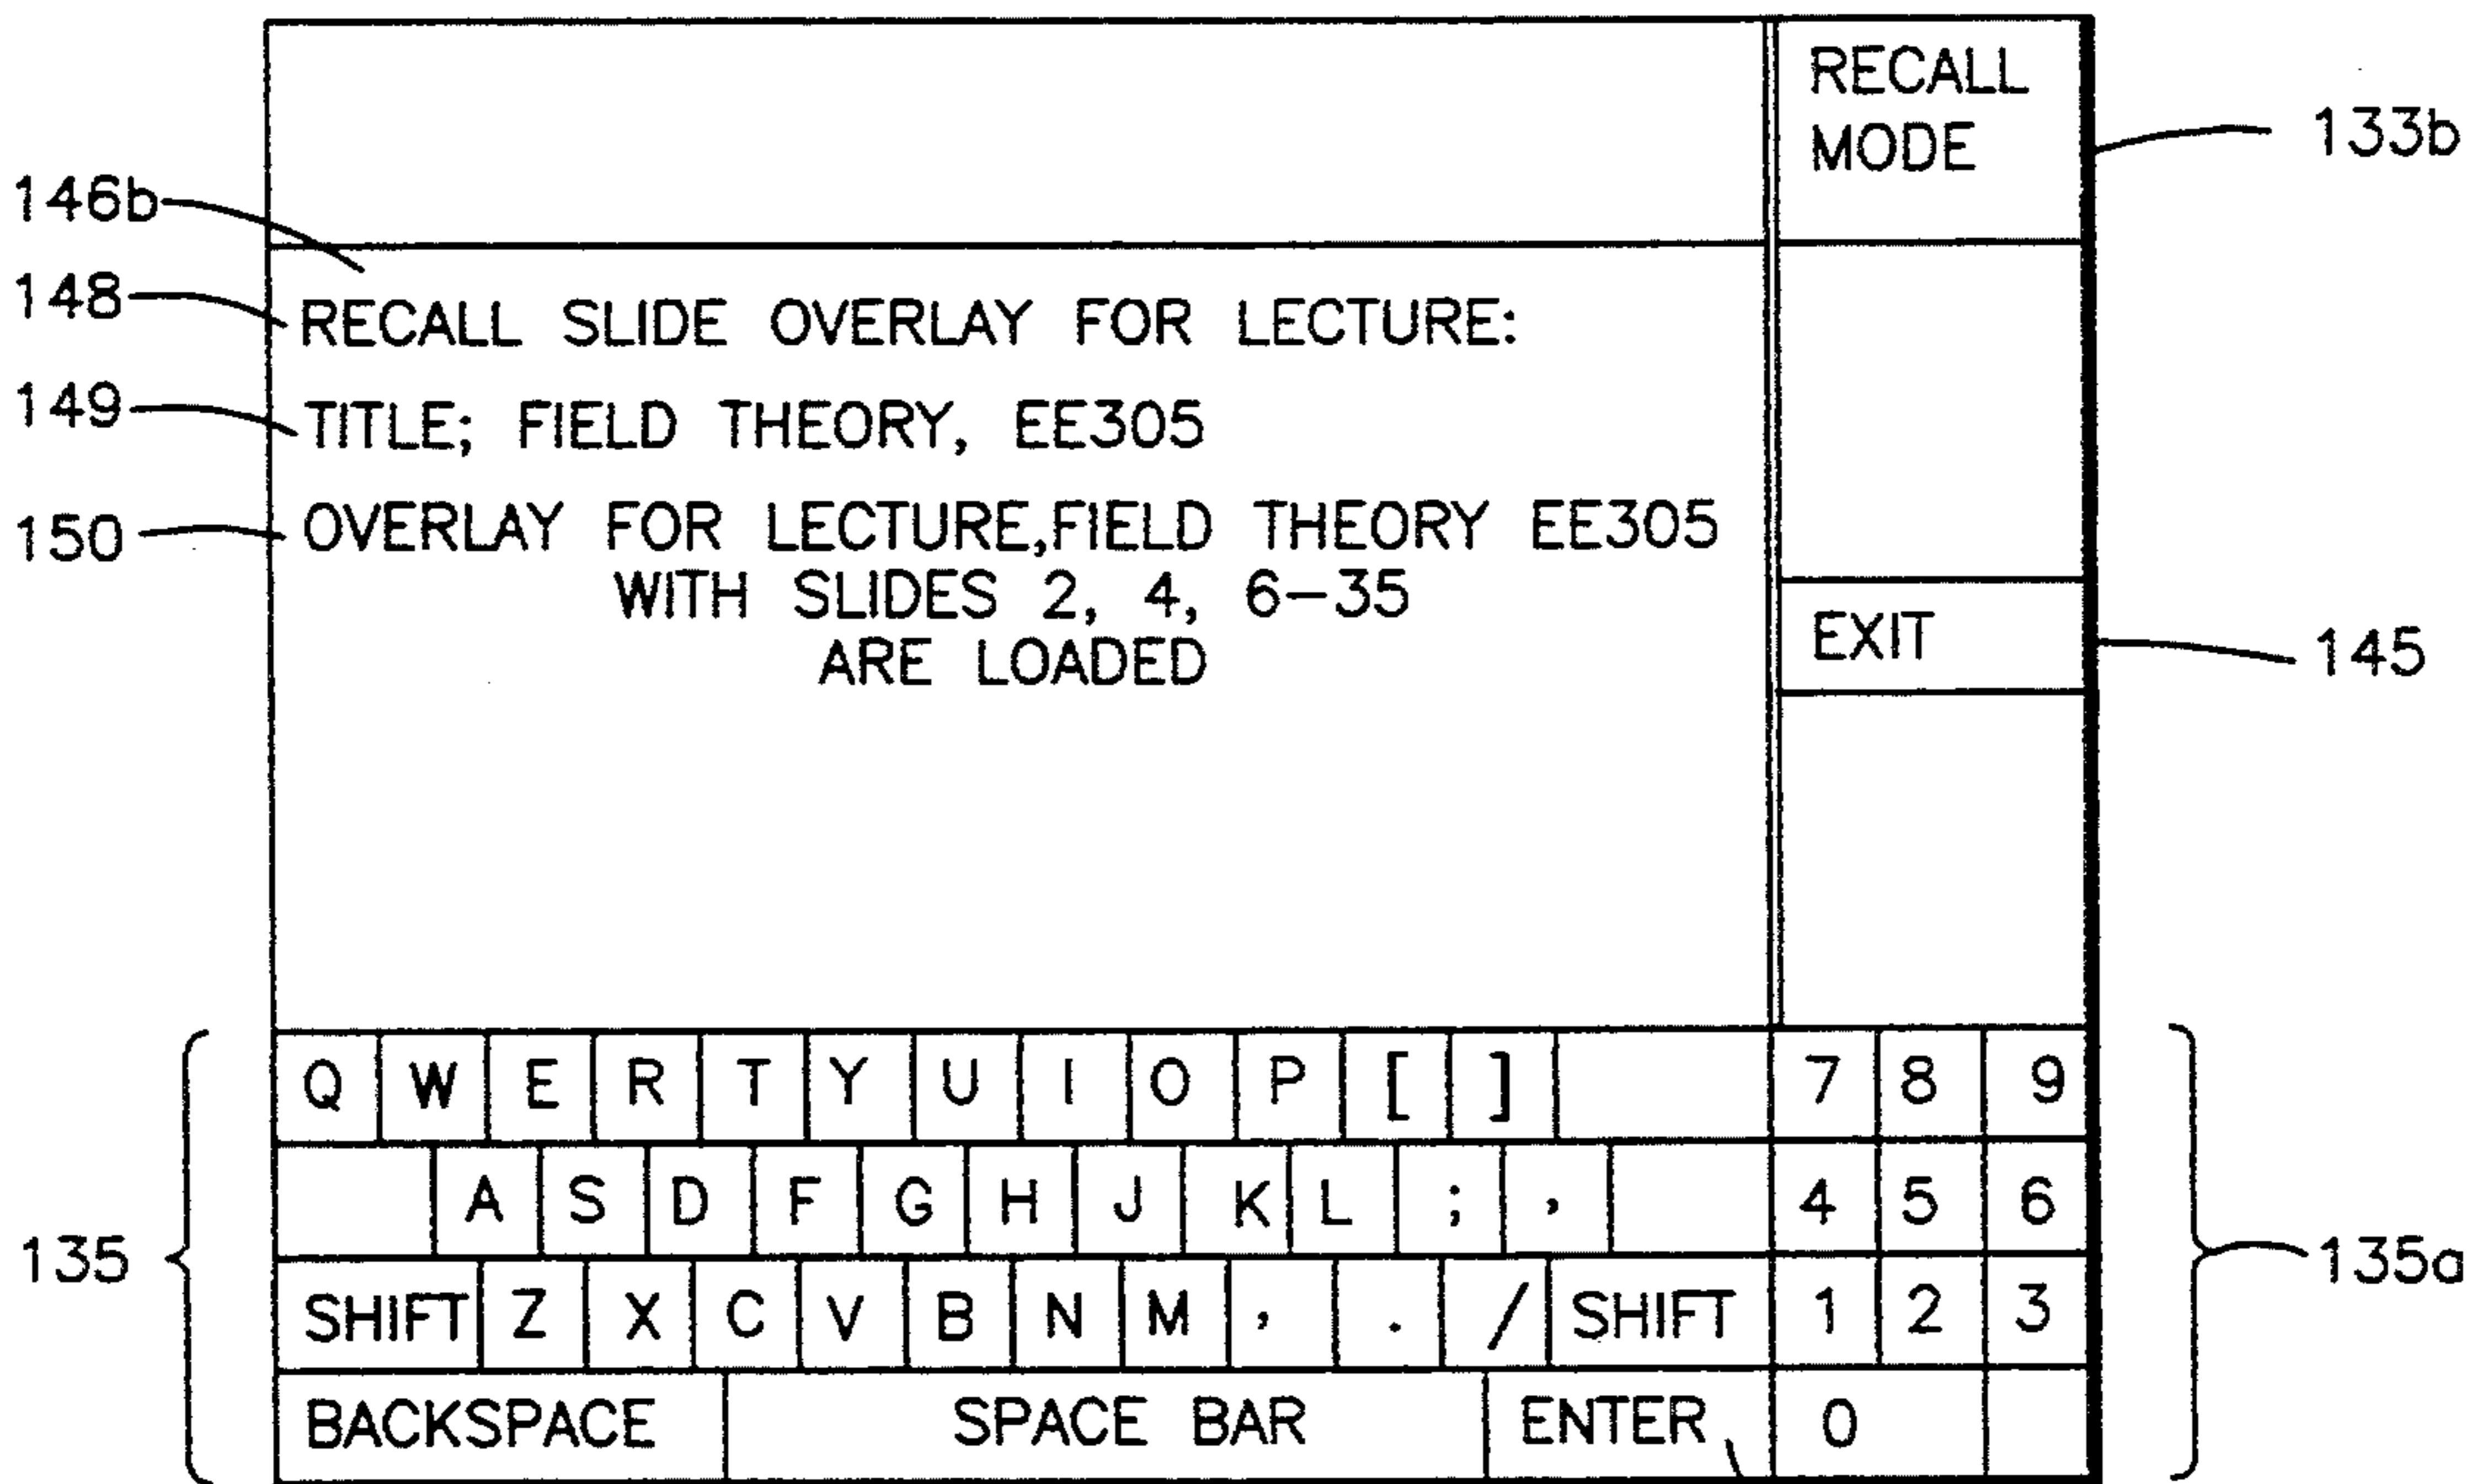 RECALL
MODE
133b
146b
148
RECALL SLIDE OVERLAY FOR LECTURE:
149
TITLE; FIELD THEORY, EE305
150
OVERLAY FOR LECTURE,FIELD THEORY EE305
WITH SLIDES 2, 4, 6-35
ARE LOADED
EXIT
145
Q W E R T Y U I O P [ ] 7 8 9
A S D F G H J K L ; , 4 5 6
135
135a
SHIFT Z X C V B N M , . / SHIFT 1 2 3
BACKSPACE SPACE BAR ENTER 0